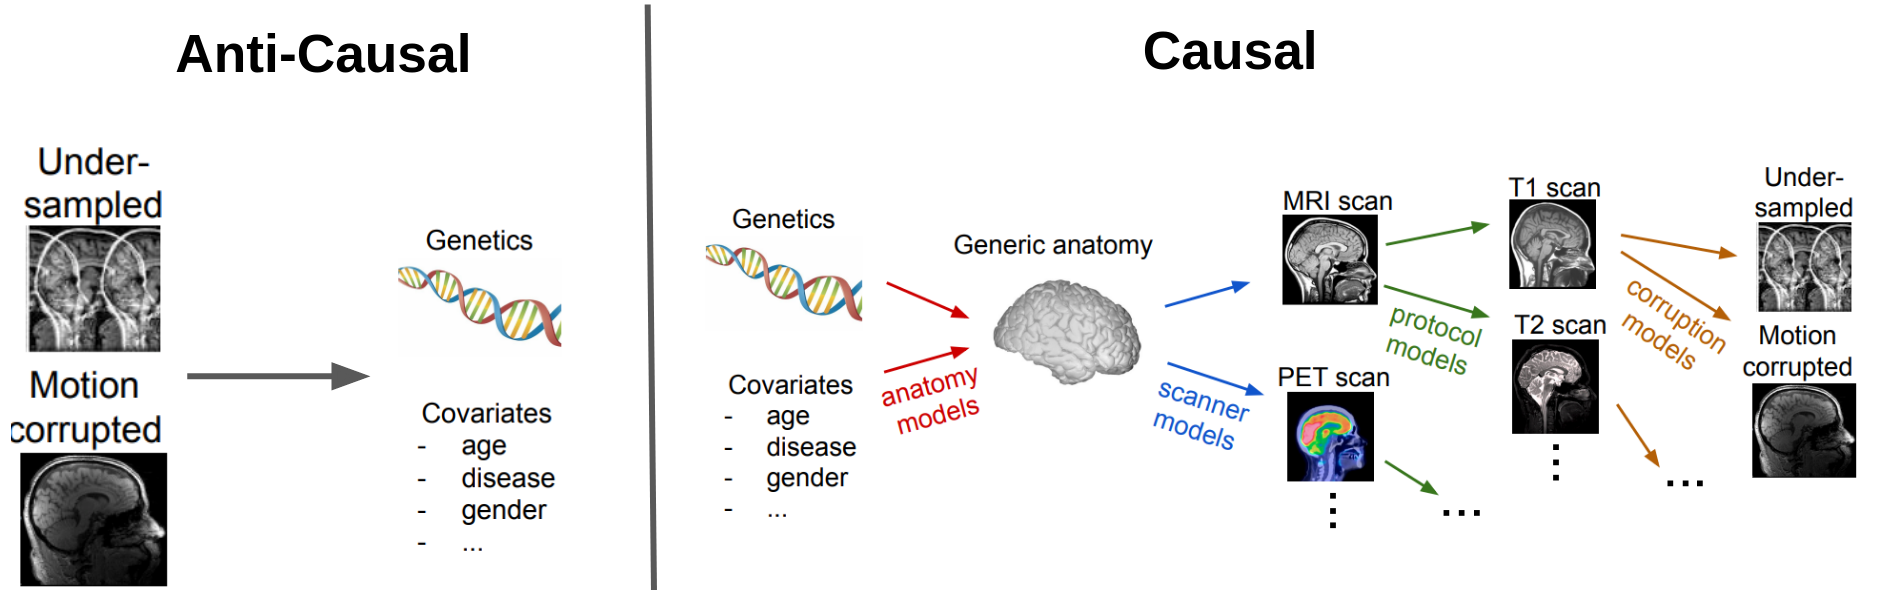 Anti-Causal
Under-
sampled
Motion
corrupted
Genetics
Covariates
- age
- disease
- gender
- ...
Causal
Genetics
Covariates
- age
- disease
- gender
- ...
anatomy
models
Generic anatomy
scanner
models
MRI scan
PET scan
protocol
models
...
T1 scan
T2 scan
corruption
models
...
Under-
sampled
Motion
corrupted